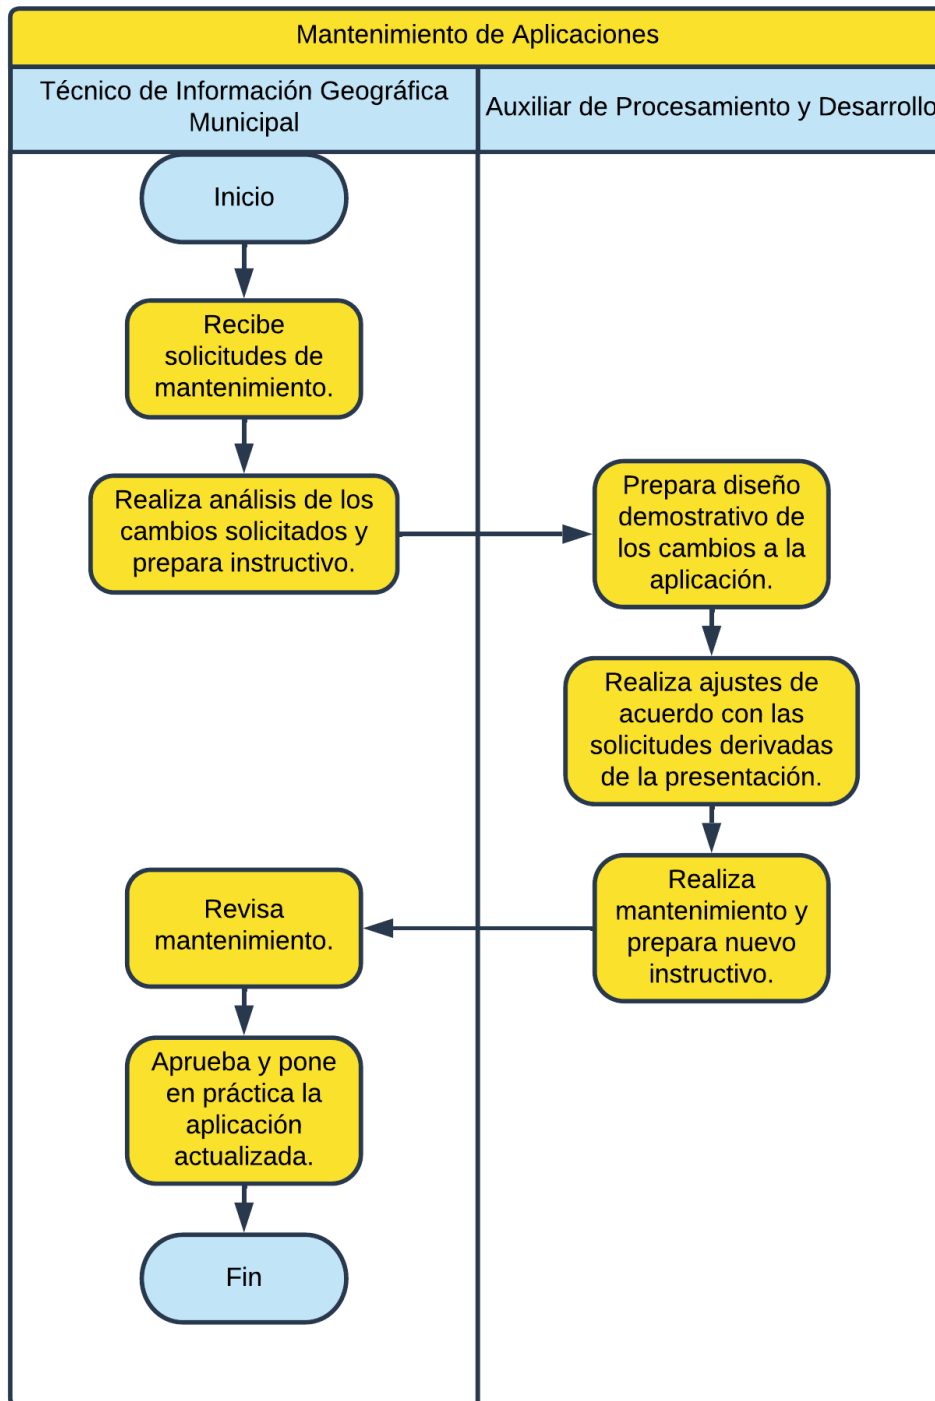 Mantenimiento de Aplicaciones
Técnico de Información Geográfica
Municipal
Auxiliar de Procesamiento y Desarrollo
Inicio
Recibe
solicitudes de
mantenimiento.
Realiza análisis de los
cambios solicitados y
prepara instructivo.
Prepara diseño
demostrativo de
los cambios a la
aplicación.
Realiza ajustes de
acuerdo con las
solicitudes derivadas
de la presentación.
Realiza
mantenimiento y
prepara nuevo
instructivo.
Revisa
mantenimiento.
Aprueba y pone
en práctica la
aplicación
actualizada.
Fin